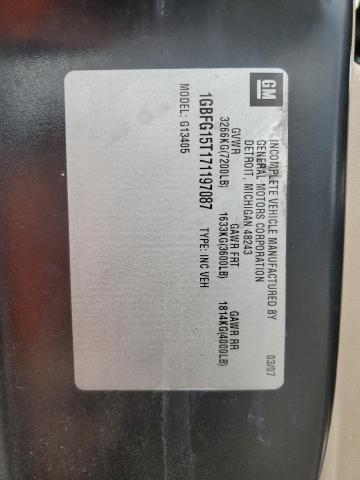 GM
INCOMPLETE VEHICLE MANUFACTURED BY
GENERAL MOTORS CORPORATION
DETROIT, MICHIGAN 48243
03/07
GVWR GAWR FRT GAWR RR
3266KG(7200LB) 1633KG(3600LB) 1814KG(4000LB)
1GBFG15T171197087 TYPE: INC VEH
MODEL: G13405